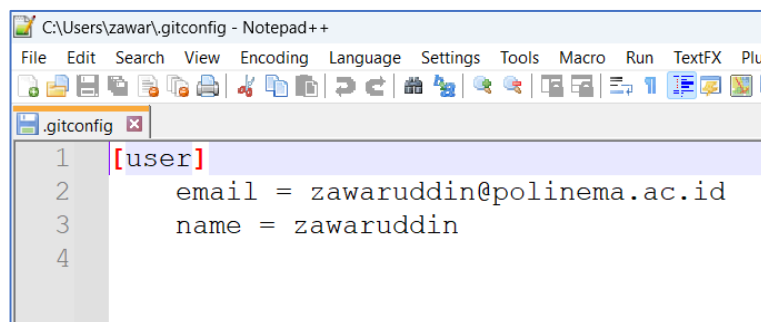 C:\Users\zawar\.gitconfig - Notepad++
File Edit Search View Encoding Language Settings Tools Macro Run TextFX Plu
.gitconfig
1 [user]
2 email = zawaruddin@polinema.ac.id
3 name = zawaruddin
4